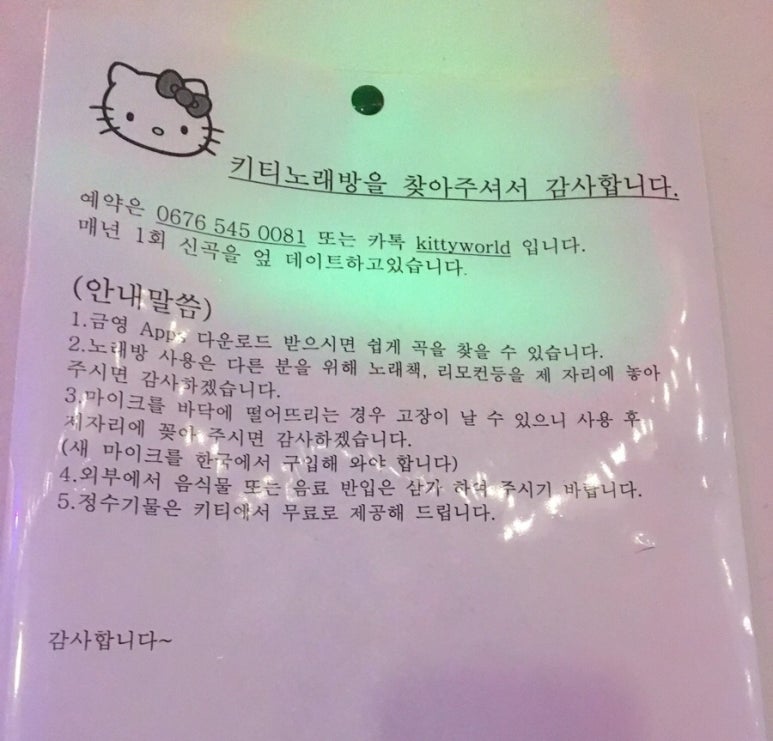 키티노래방을 찾아주셔서 감사합니다.
예약은 0676 545 0081 또는 카톡 kittyworld 입니다.
매년 1회 신곡을 엎 데이트하고있습니다.
(안내말씀)
1.금영 Apps 다운로드 받으시면 쉽게 곡을 찾을 수 있습니다.
2.노래방 사용은 다른 분을 위해 노래책, 리모컨등을 제 자리에 놓아
주시면 감사하겠습니다.
3.마이크를 바닥에 떨어뜨리는 경우 고장이 날 수 있으니 사용 후
제자리에 꽂아 주시면 감사하겠습니다.
(새 마이크를 한국에서 구입해 와야 합니다)
4.외부에서 음식물 또는 음료 반입은 삼가 하여 주시기 바랍니다.
5.정수기물은 키티에서 무료로 제공해 드립니다.
감사합니다~